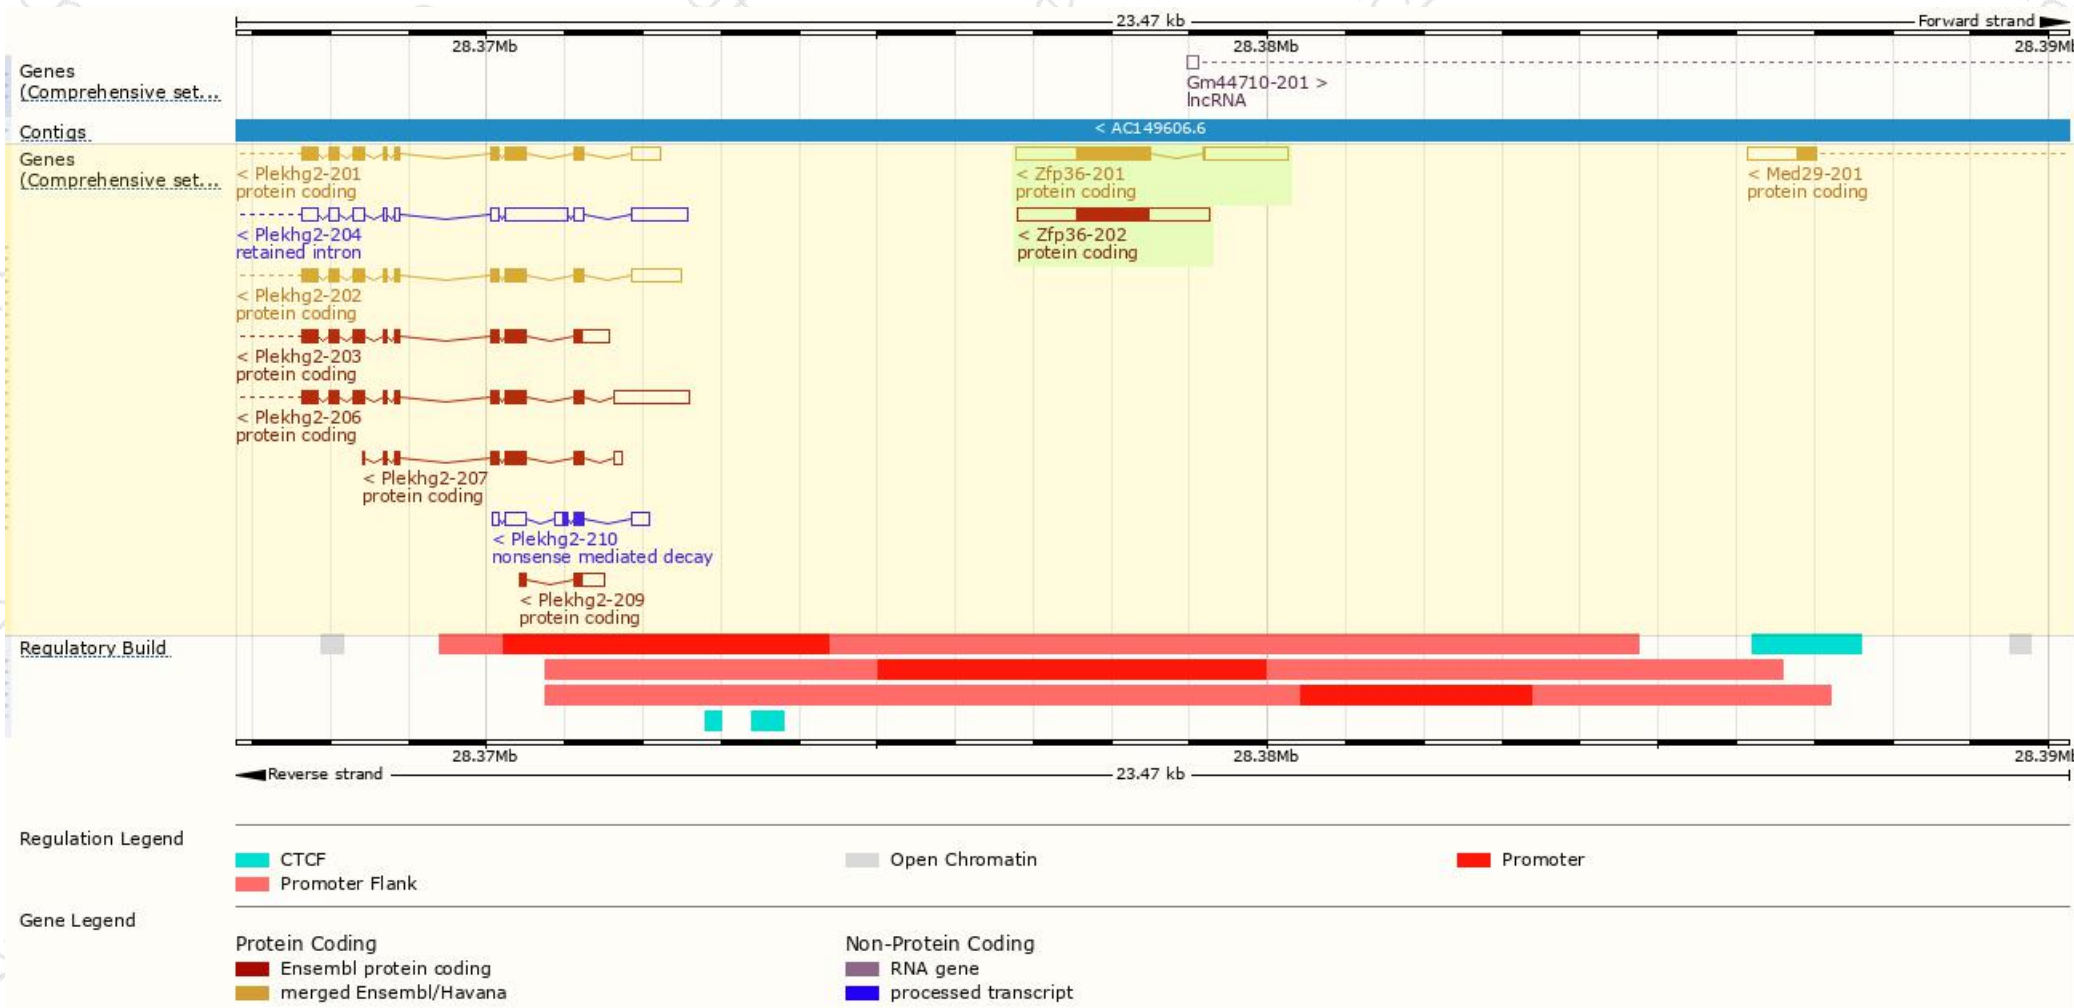 23.47 kb
Forward strand
28.37Mb 28.38Mb 28.39Mb
Genes
(Comprehensive set...
Gm44710-201 >
lncRNA
Contigs
< AC149606.6
Genes
(Comprehensive set...
< Plekhg2-201
protein coding
< Zfp36-201
protein coding
< Med29-201
protein coding
< Plekhg2-204
retained intron
< Zfp36-202
protein coding
< Plekhg2-202
protein coding
< Plekhg2-203
protein coding
< Plekhg2-206
protein coding
< Plekhg2-207
protein coding
< Plekhg2-210
nonsense mediated decay
< Plekhg2-209
protein coding
Regulatory Build
28.37Mb 28.38Mb 28.39Mb
Reverse strand
23.47 kb
Regulation Legend
CTCF
Open Chromatin
Promoter
Promoter Flank
Gene Legend
Protein Coding
Non-Protein Coding
Ensembl protein coding
RNA gene
merged Ensembl/Havana
processed transcript